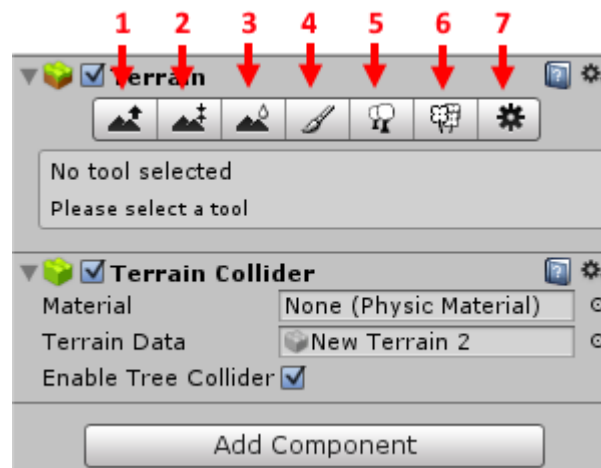 1 2 3 4 5 6 7
Terrain
No tool selected
Please select a tool
Terrain Collider
Material None (Physic Material)
Terrain Data New Terrain 2
Enable Tree Collider
Add Component